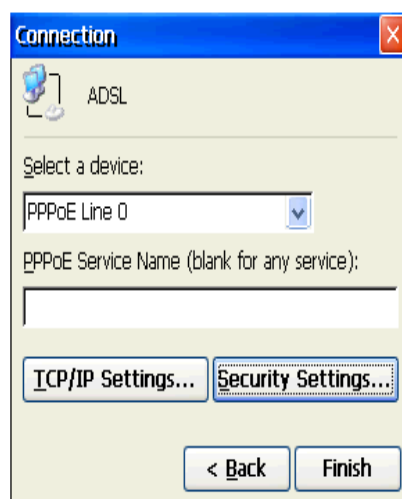 Connection
ADSL
Select a device:
PPPoE Line 0
PPPoE Service Name (blank for any service):
TCP/IP Settings... Security Settings...
< Back Finish